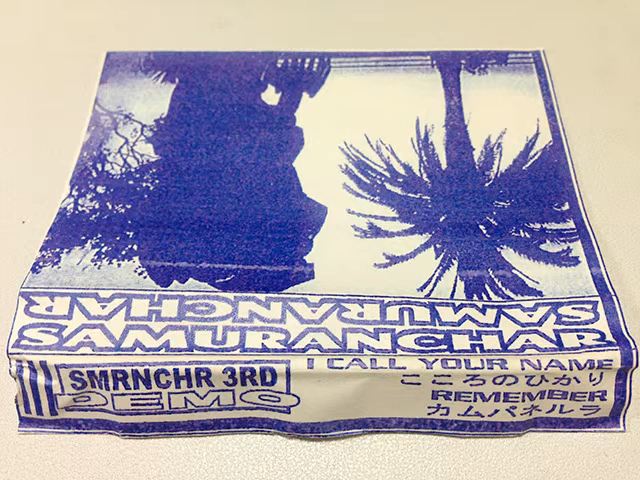 SAMURANCHAR
SAMURANCHAR
SMRNCHR 3RD
DEMO
I CALL YOUR NAME
こころのひかり
REMEMBER
カムパネルラ